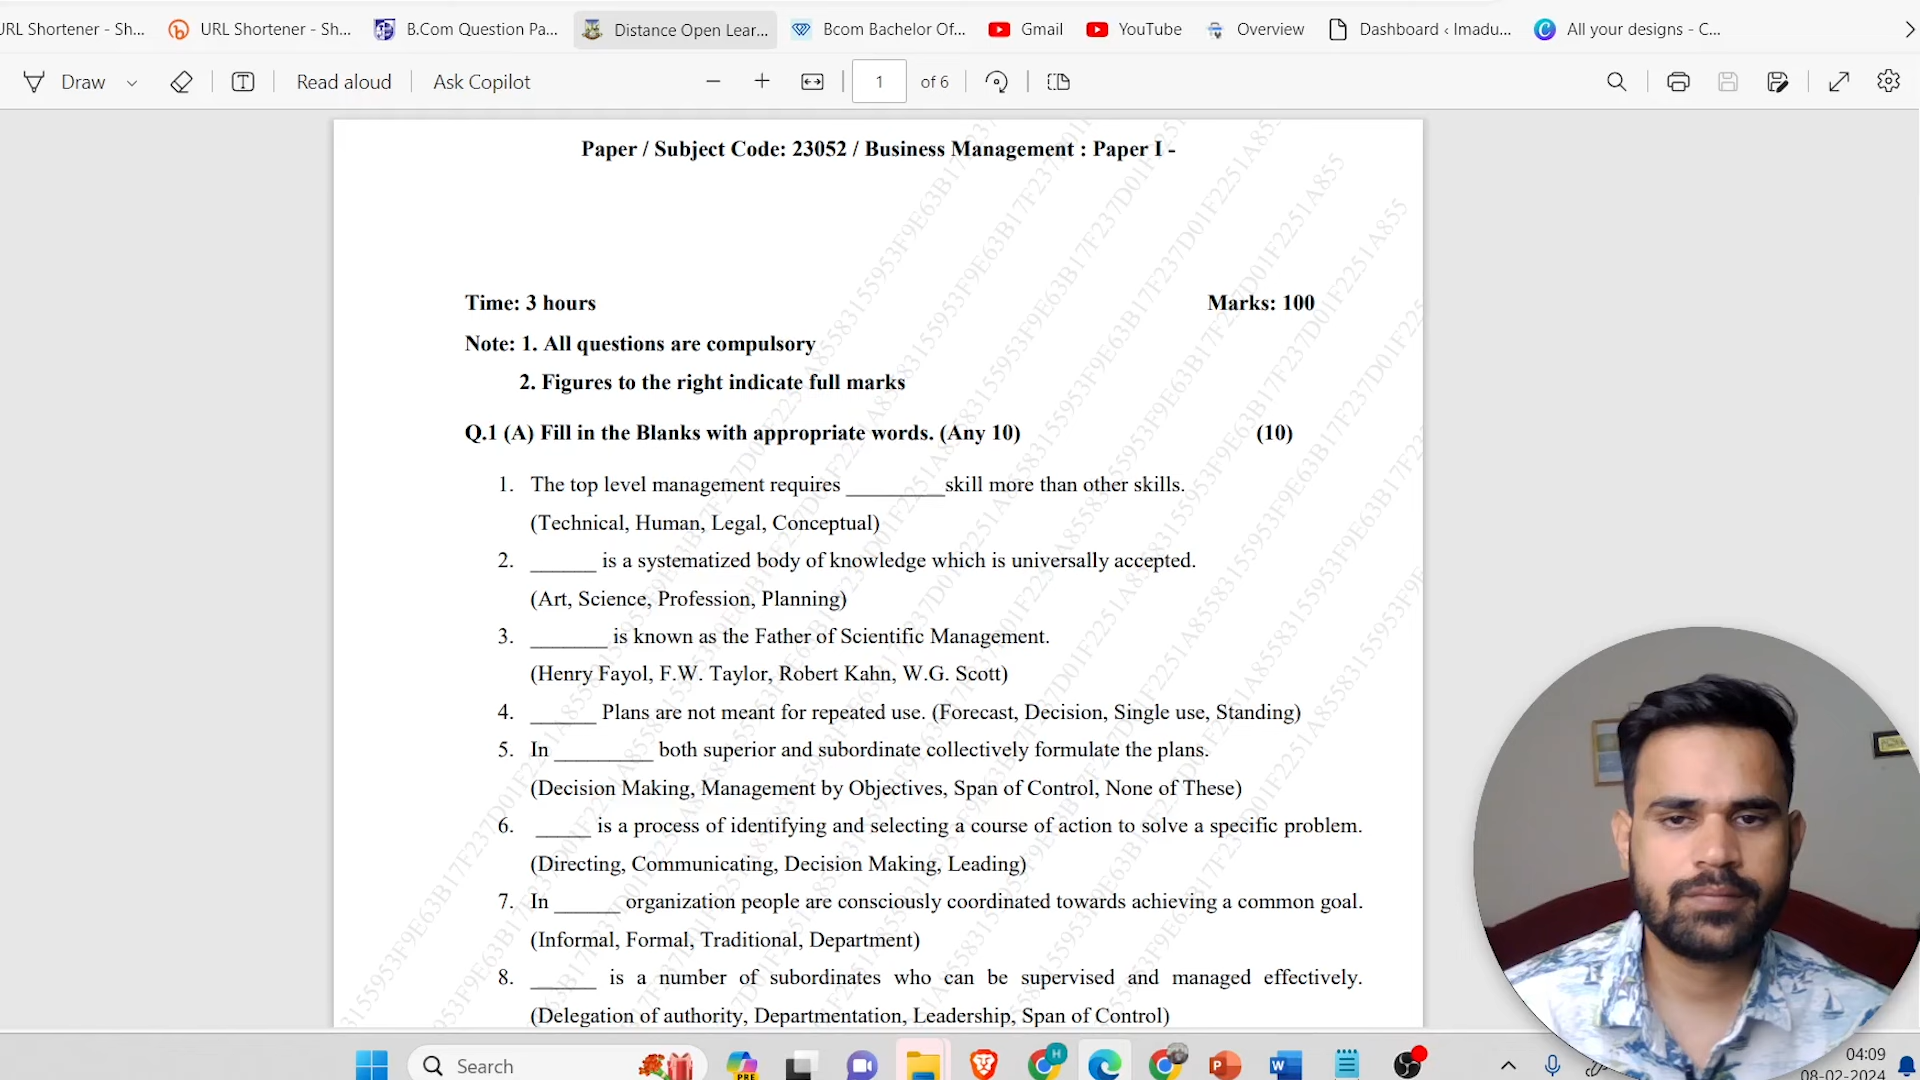 URL Shortener - Sh... URL Shortener - Sh... B.Com Question Pa... Distance Open Lear... Bcom Bachelor Of... Gmail YouTube Overview Dashboard ‹ Imadu... All your designs - C...
Draw Read aloud Ask Copilot 1 of 6
Paper / Subject Code: 23052 / Business Management : Paper I -
Time: 3 hours Marks: 100
Note: 1. All questions are compulsory
2. Figures to the right indicate full marks
Q.1 (A) Fill in the Blanks with appropriate words. (Any 10) (10)
1. The top level management requires _________skill more than other skills.
(Technical, Human, Legal, Conceptual)
2. ______ is a systematized body of knowledge which is universally accepted.
(Art, Science, Profession, Planning)
3. _______ is known as the Father of Scientific Management.
(Henry Fayol, F.W. Taylor, Robert Kahn, W.G. Scott)
4. ______ Plans are not meant for repeated use. (Forecast, Decision, Single use, Standing)
5. In _________ both superior and subordinate collectively formulate the plans.
(Decision Making, Management by Objectives, Span of Control, None of These)
6. _____ is a process of identifying and selecting a course of action to solve a specific problem.
(Directing, Communicating, Decision Making, Leading)
7. In ______ organization people are consciously coordinated towards achieving a common goal.
(Informal, Formal, Traditional, Department)
8. ______ is a number of subordinates who can be supervised and managed effectively.
(Delegation of authority, Departmentation, Leadership, Span of Control)
Search
PRE
04:09
08-02-2024